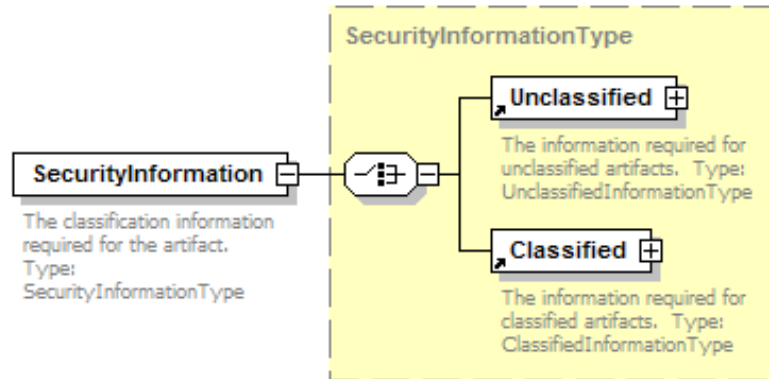 SecurityInformationType
Unclassified
The information required for
unclassified artifacts.  Type:
UnclassifiedInformationType
SecurityInformation
The classification information
required for the artifact.
Type:
SecurityInformationType
Classified
The information required for
classified artifacts.  Type:
ClassifiedInformationType